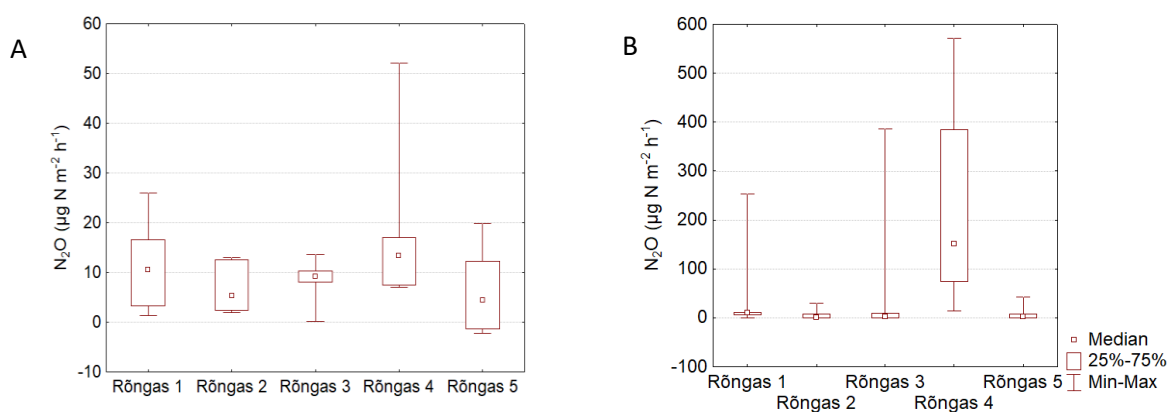 A
N₂O (µg N m⁻² h⁻¹)
60
50
40
30
20
10
0
-10
Rõngas 1 Rõngas 2 Rõngas 3 Rõngas 4 Rõngas 5
B
N₂O (µg N m⁻² h⁻¹)
600
500
400
300
200
100
0
-100
Rõngas 1 Rõngas 3 Rõngas 5
Rõngas 2 Rõngas 4
Median
25%-75%
Min-Max